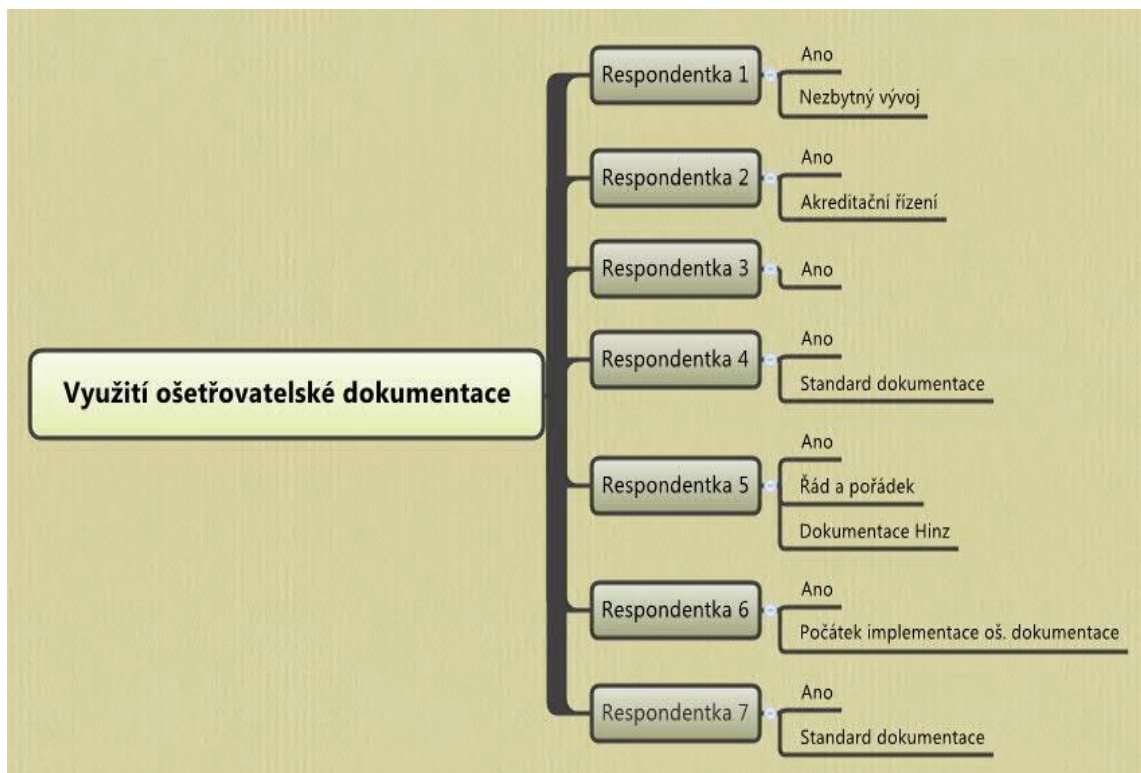 Využití ošetřovatelské dokumentace
Respondentka 1
Ano
Nezbytný vývoj
Respondentka 2
Ano
Akreditační řízení
Respondentka 3
Ano
Respondentka 4
Ano
Standard dokumentace
Respondentka 5
Ano
Řád a pořádek
Dokumentace Hinz
Respondentka 6
Ano
Počátek implementace oš. dokumentace
Respondentka 7
Ano
Standard dokumentace